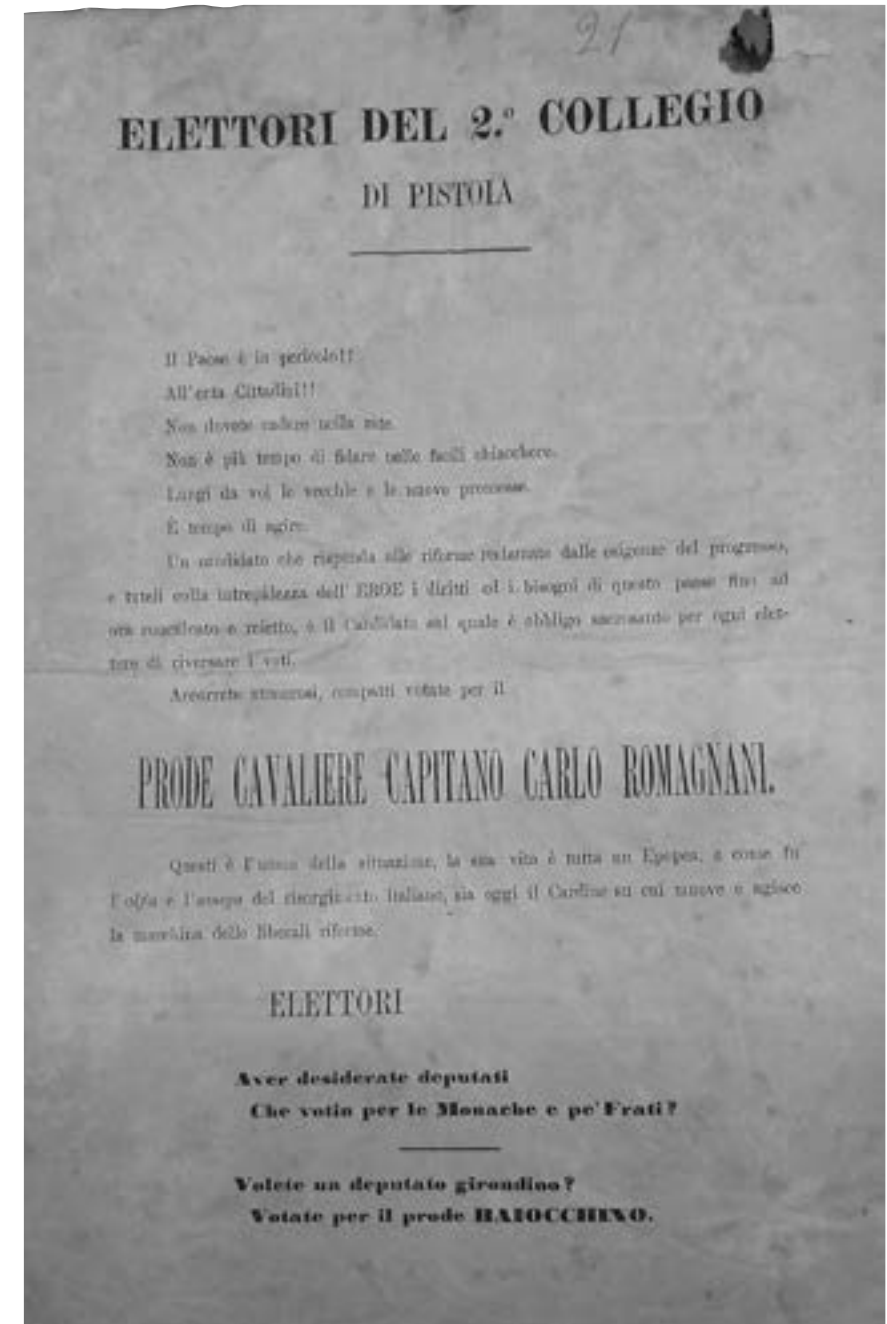 21
ELETTORI DEL 2.º COLLEGIO
DI PISTOIA
Il Paese è in pericolo!!
All'erta Cittadini!!
Non dovete cadere nella rete.
Non è più tempo di fidare nelle facili chiacchere.
Lungi da voi le vecchie e le nuove promesse.
È tempo di agire.
Un candidato che risponda alle riforme reclamate dalle esigenze del progresso,
e tuteli colla intrepidezza dell' EROE i diritti ed i bisogni di questo paese fino ad
ora e reietto, è il Candidato sul quale è obbligo sacrosanto per ogni elet-
tore di riversare i voti.
Accorrete numerosi, compatti votate per il
PRODE CAVALIERE CAPITANO CARLO ROMAGNANI.
Questi è l'uomo della situazione, la sua vita è tutta un Epopea, e come fu
l'olfa e l'omega del risorgimento italiano, sia oggi il Cardine su cui muove e agisce
la macchina delle liberali riforme.
ELETTORI
Aver desiderate deputati
Che votin per le Monache e pe' Frati?
Volete un deputato girondino?
Votate per il prode BAIOCCHINO.